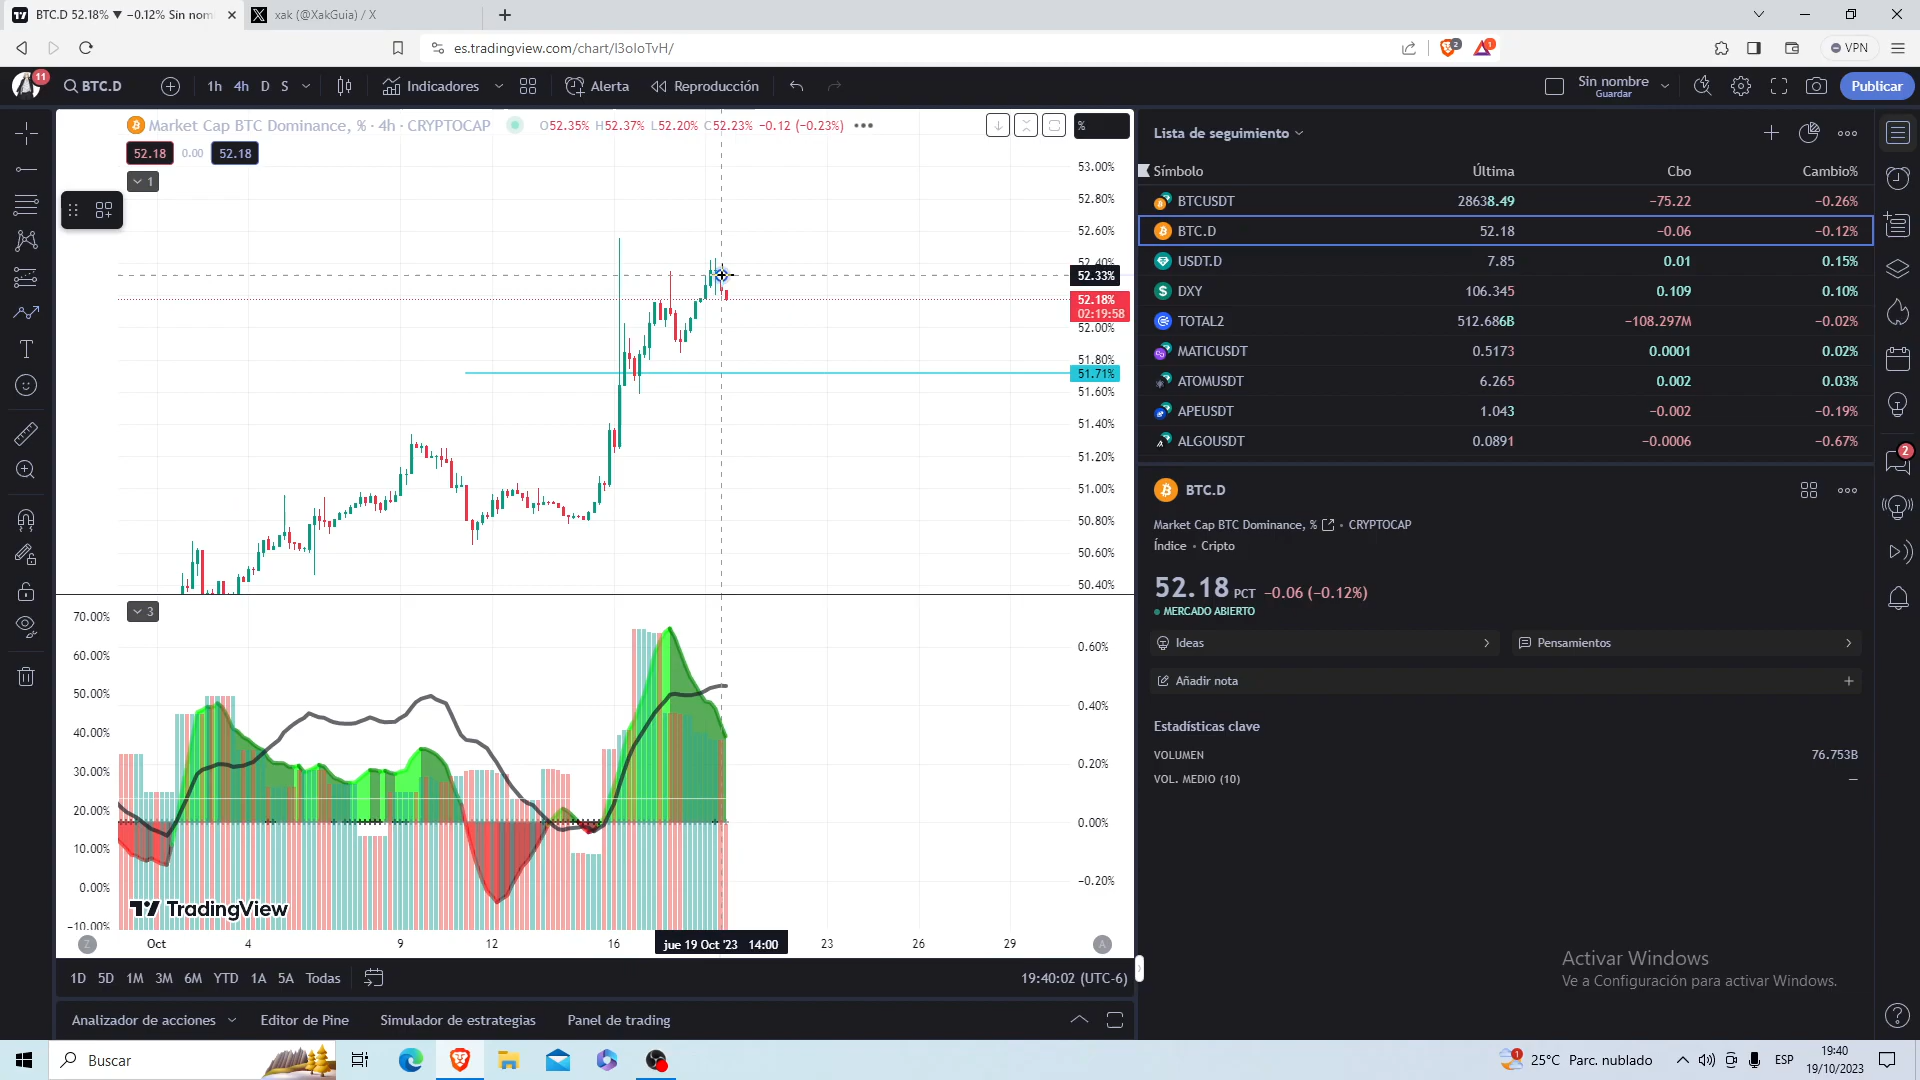 BTC.D 52.18% ▼ −0.12% Sin nom
xak (@XakGuia) / X
es.tradingview.com/chart/l3oIoTvH/
2
1
VPN
11
BTC.D
1h 4h D S
Indicadores
Alerta
Reproducción
Sin nombre
Guardar
Publicar
Market Cap BTC Dominance, % · 4h · CRYPTOCAP
O52.35% H52.37% L52.20% C52.23% −0.12 (−0.23%)
%
52.18 0.00 52.18
1
53.00%
52.80%
52.60%
52.40%
52.33%
52.18%
02:19:58
52.00%
51.80%
51.71%
51.60%
51.40%
51.20%
51.00%
50.80%
50.60%
50.40%
3
70.00%
60.00%
50.00%
40.00%
30.00%
20.00%
10.00%
0.00%
−10.00%
0.60%
0.40%
0.20%
0.00%
−0.20%
TradingView
Z
Oct 4 9 12 16 jue 19 Oct '23 14:00 23 26 29
A
1D 5D 1M 3M 6M YTD 1A 5A Todas
19:40:02 (UTC-6)
Analizador de acciones Editor de Pine Simulador de estrategias Panel de trading
Lista de seguimiento
Símbolo Última Cbo Cambio%
BTCUSDT 28638.49 −75.22 −0.26%
BTC.D 52.18 −0.06 −0.12%
USDT.D 7.85 0.01 0.15%
DXY 106.345 0.109 0.10%
TOTAL2 512.686B −108.297M −0.02%
MATICUSDT 0.5173 0.0001 0.02%
ATOMUSDT 6.265 0.002 0.03%
APEUSDT 1.043 −0.002 −0.19%
ALGOUSDT 0.0891 −0.0006 −0.67%
BTC.D
Market Cap BTC Dominance, % • CRYPTOCAP
Índice • Cripto
52.18 PCT −0.06 (−0.12%)
MERCADO ABIERTO
Ideas
Pensamientos
Añadir nota
Estadísticas clave
VOLUMEN 76.753B
VOL. MEDIO (10) —
2
Activar Windows
Ve a Configuración para activar Windows.
Buscar
1
25°C Parc. nublado
ESP
19:40
19/10/2023